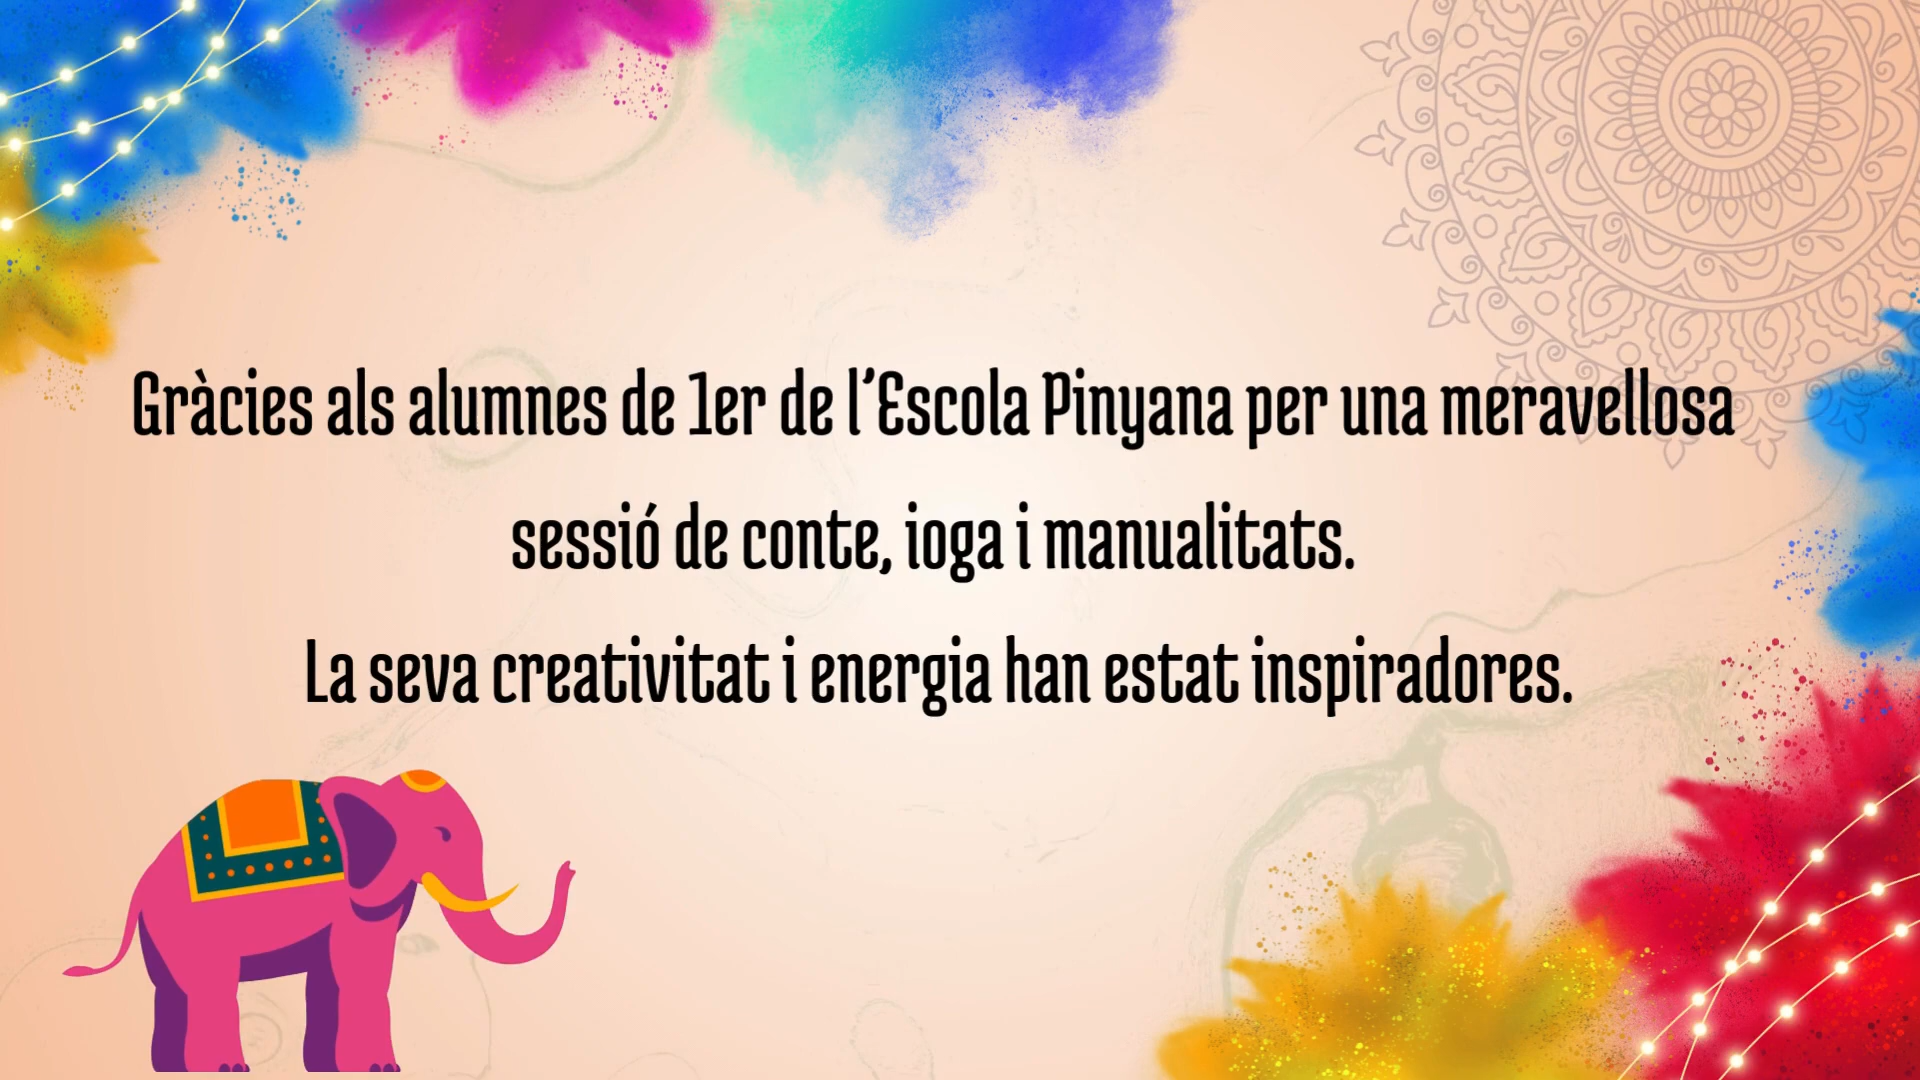 Gràcies als alumnes de 1er de l'Escola Pinyana per una meravellosa
sessió de conte, ioga i manualitats.
La seva creativitat i energia han estat inspiradores.